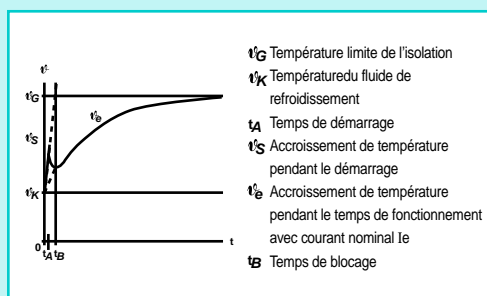 ϑ
ϑG
ϑe
ϑS
ϑK
0
tA tB
t
ϑG Température limite de l'isolation
ϑK Températuredu fluide de
refroidissement
tA Temps de démarrage
ϑS Accroissement de température
pendant le démarrage
ϑe Accroissement de température
pendant le temps de fonctionnement
avec courant nominal Ie
tB Temps de blocage